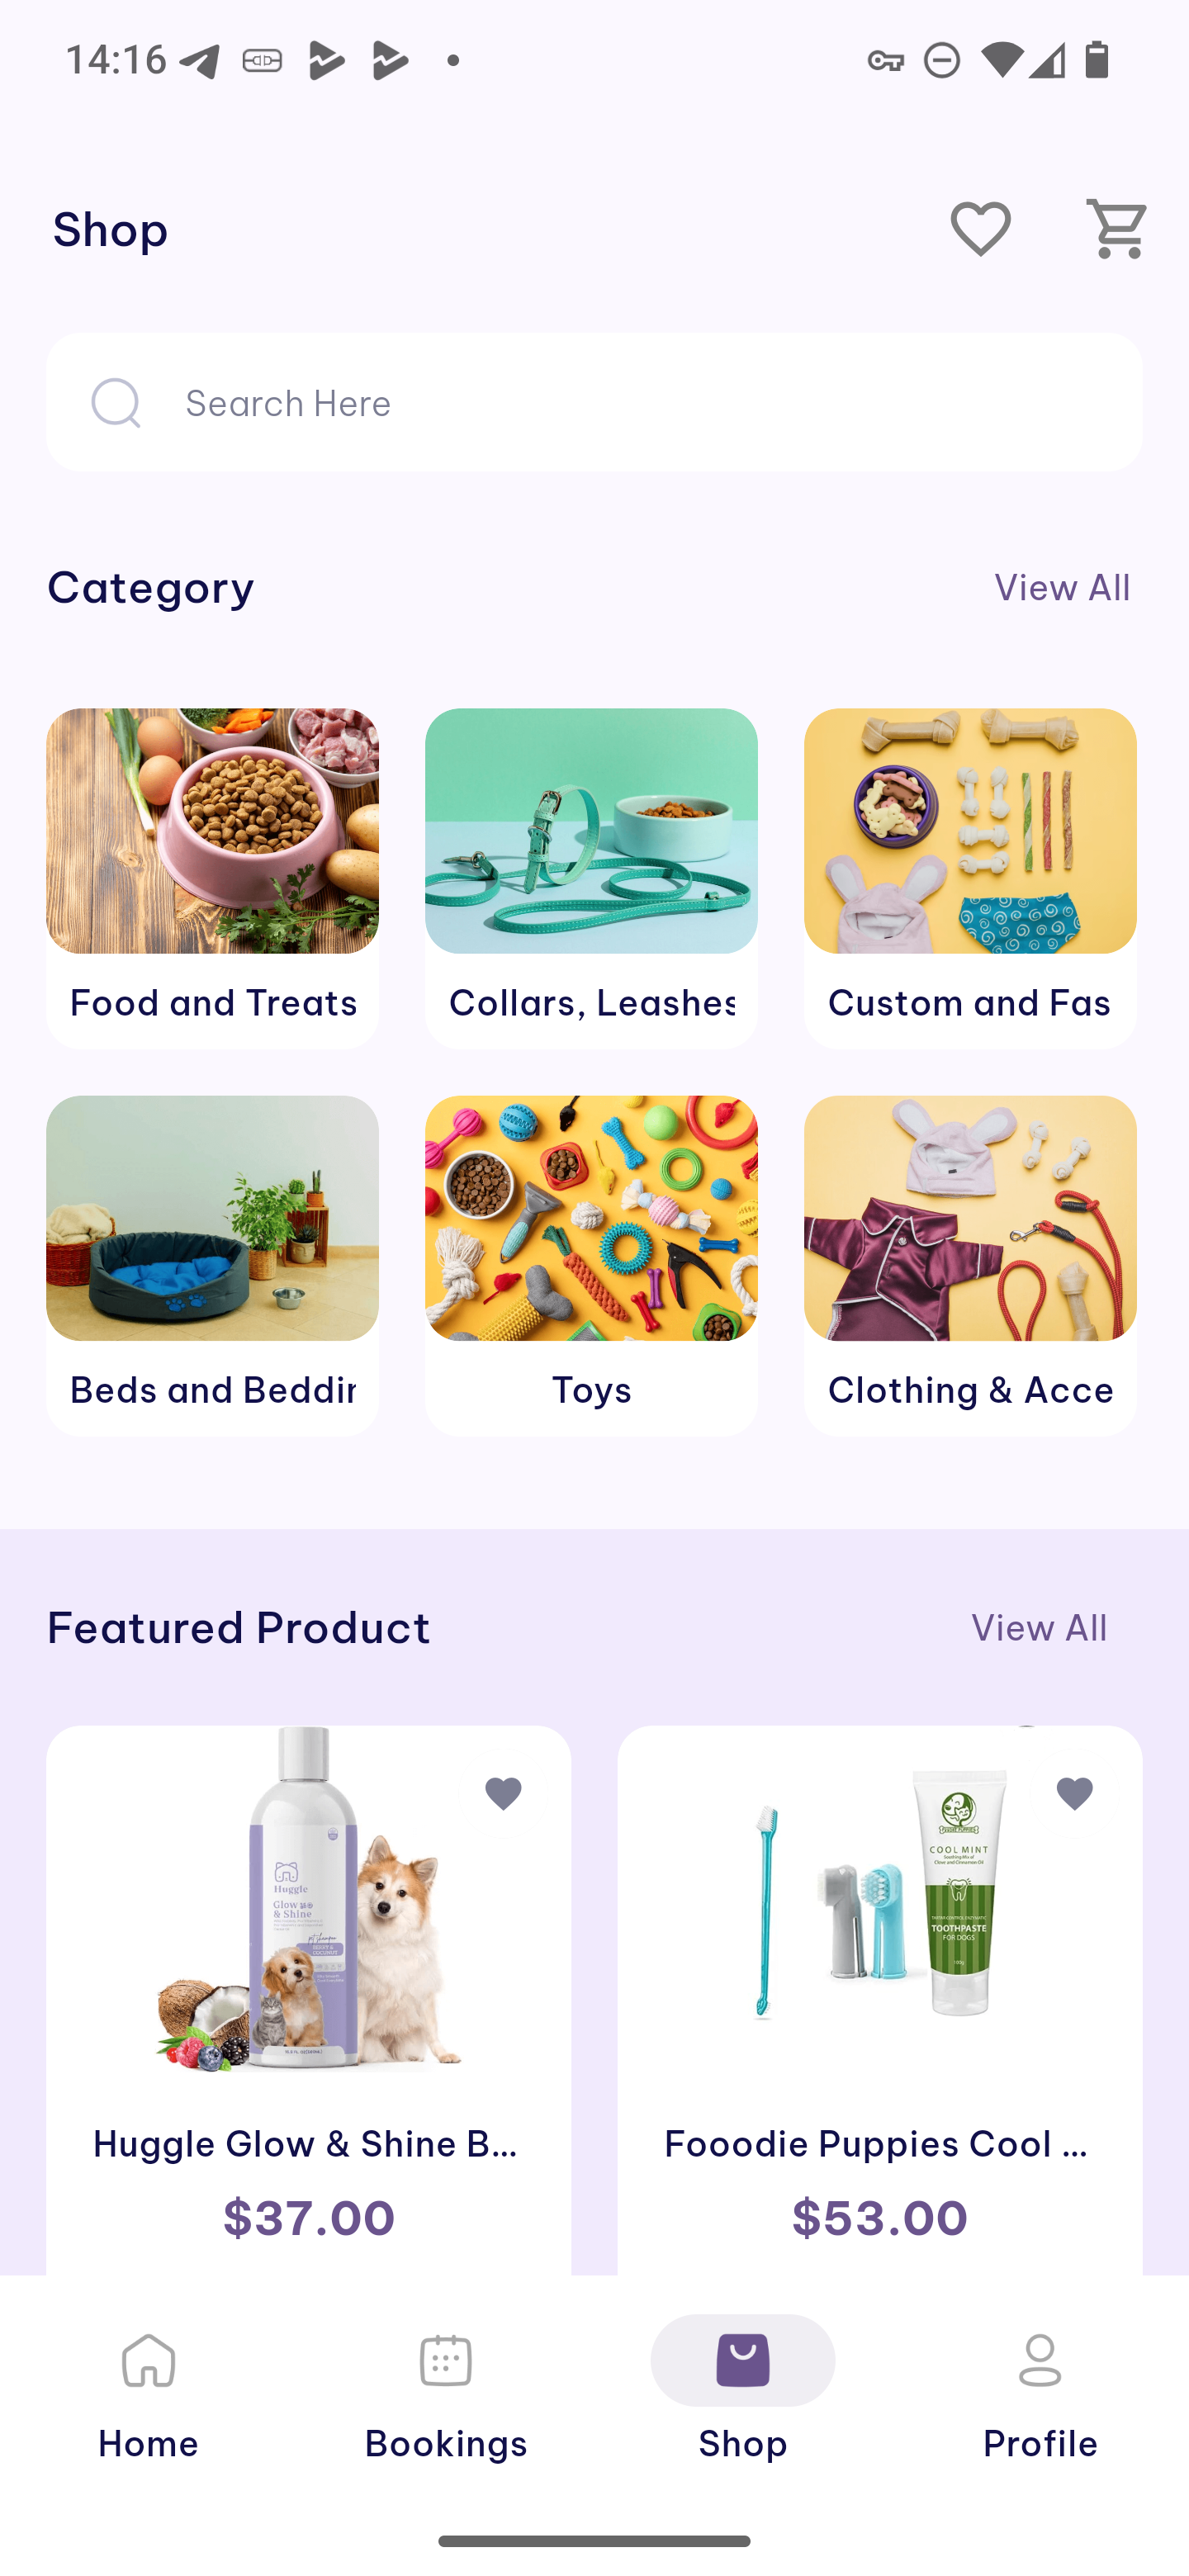 14:16
Shop
Search Here
Category
View All
Food and Treats
Collars, Leashes
Custom and Fas
Beds and Beddin
Toys
Clothing & Acce
Featured Product
View All
Huggle
Glow
& Shine
COOL MINT
TOOTHPASTE
FOR DOGS
Huggle Glow & Shine B...
Fooodie Puppies Cool ...
$37.00
$53.00
Home
Bookings
Shop
Profile